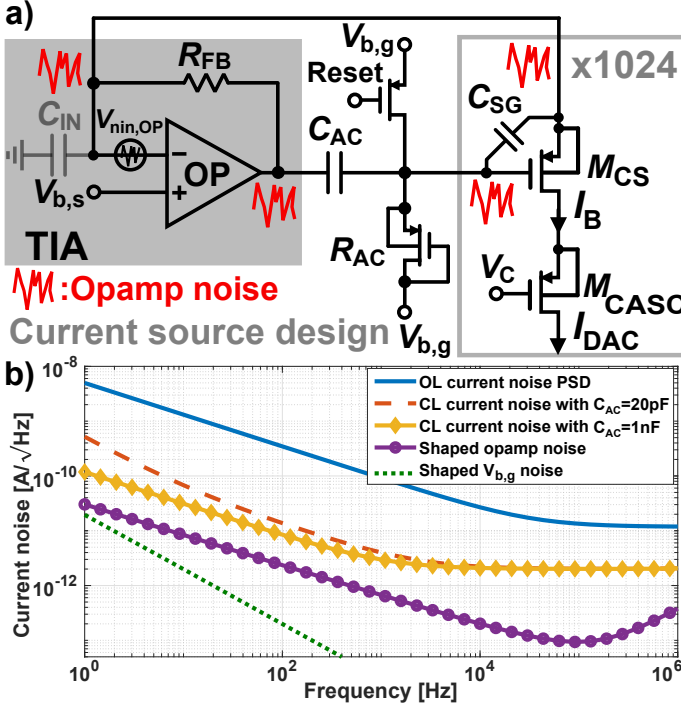 a)
V_b,g
x1024
R_FB
Reset
C_SG
C_IN
V_nin,OP
C_AC
−
OP
+
V_b,s
M_CS
I_B
TIA
R_AC
V_C
M_CASC
:Opamp noise
I_DAC
Current source design
V_b,g
b)
10^-8
OL current noise PSD
CL current noise with C_AC=20pF
CL current noise with C_AC=1nF
Shaped opamp noise
Shaped V_b,g noise
Current noise [A/√Hz]
10^-10
10^-12
10^0
10^2
10^4
10^6
Frequency [Hz]